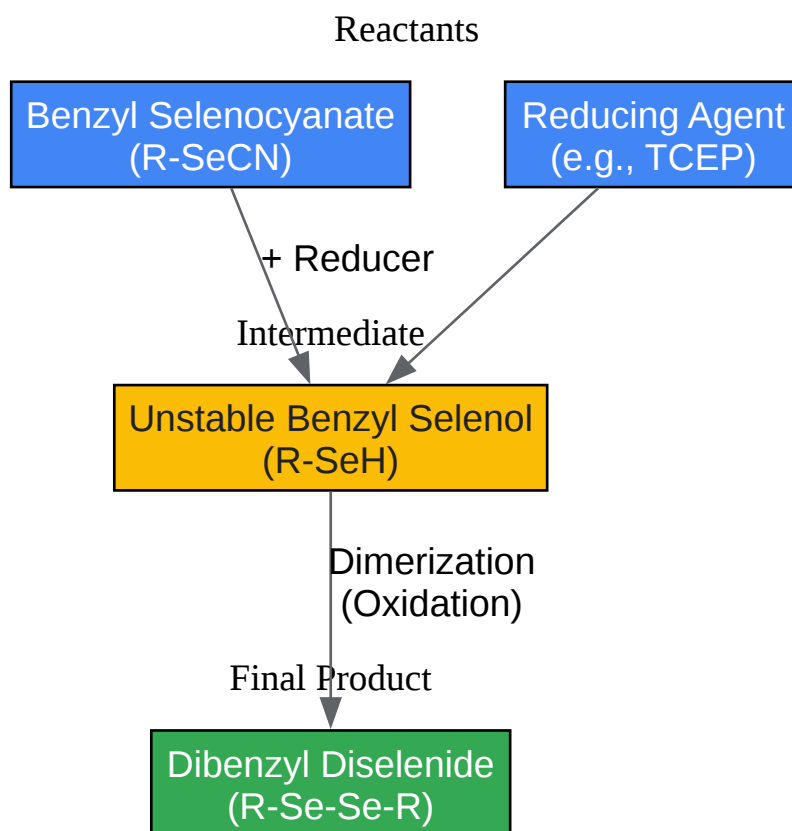 Reactants
Benzyl Selenocyanate
(R-SeCN)
Reducing Agent
(e.g., TCEP)
+ Reducer
Intermediate
Unstable Benzyl Selenol
(R-SeH)
Dimerization
(Oxidation)
Final Product
Dibenzyl Diselenide
(R-Se-Se-R)